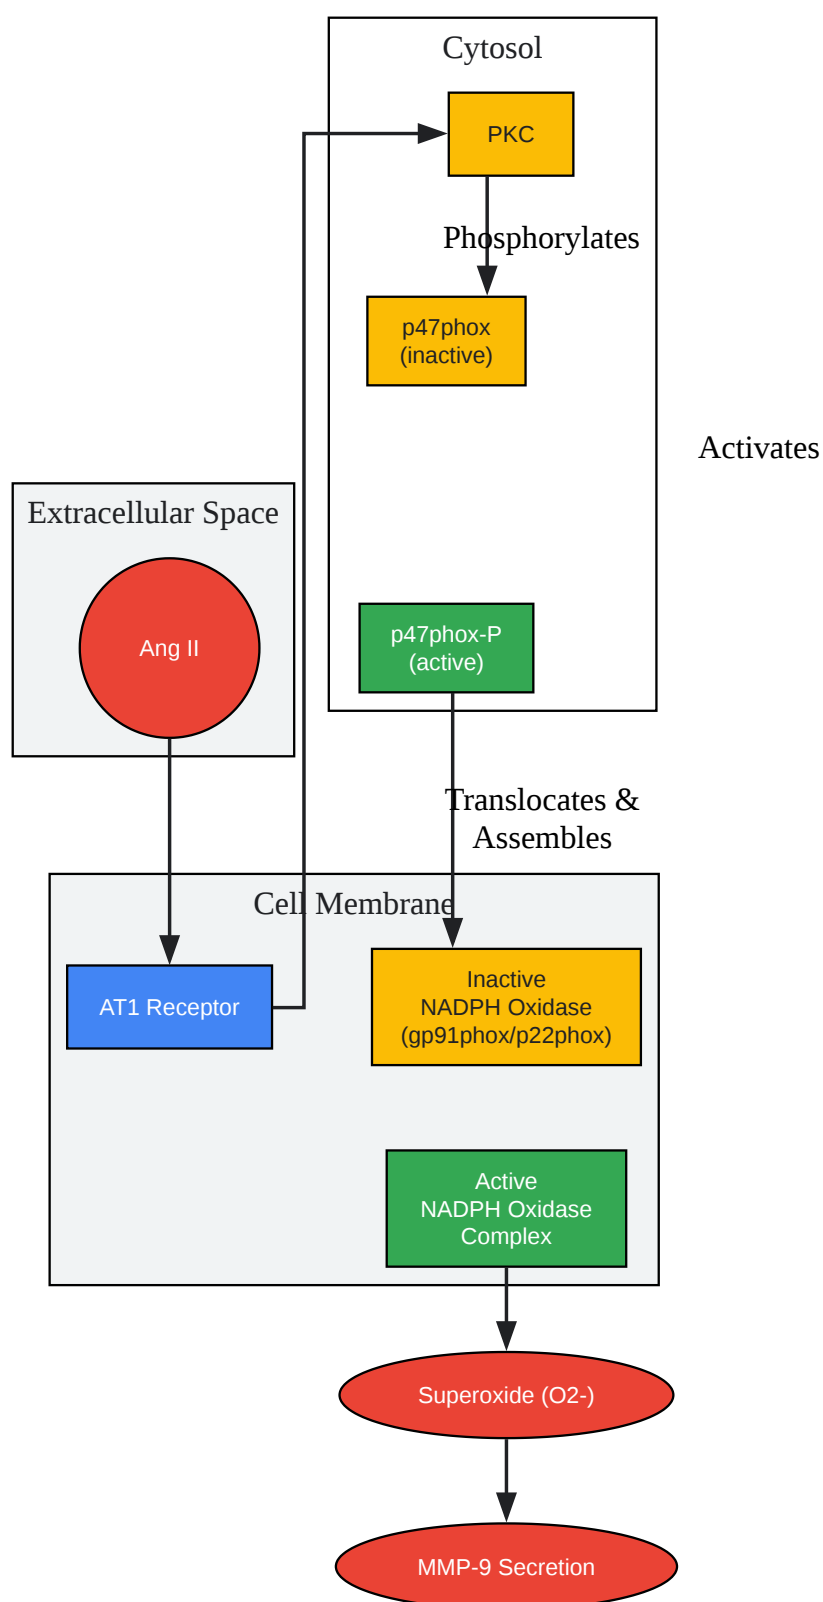 Cytosol
PKC
Phosphorylates
p47phox
(inactive)
Activates
Extracellular Space
Ang II
p47phox-P
(active)
Translocates &
Assembles
Cell Membrane
AT1 Receptor
Inactive
NADPH Oxidase
(gp91phox/p22phox)
Active
NADPH Oxidase
Complex
Superoxide (O2-)
MMP-9 Secretion